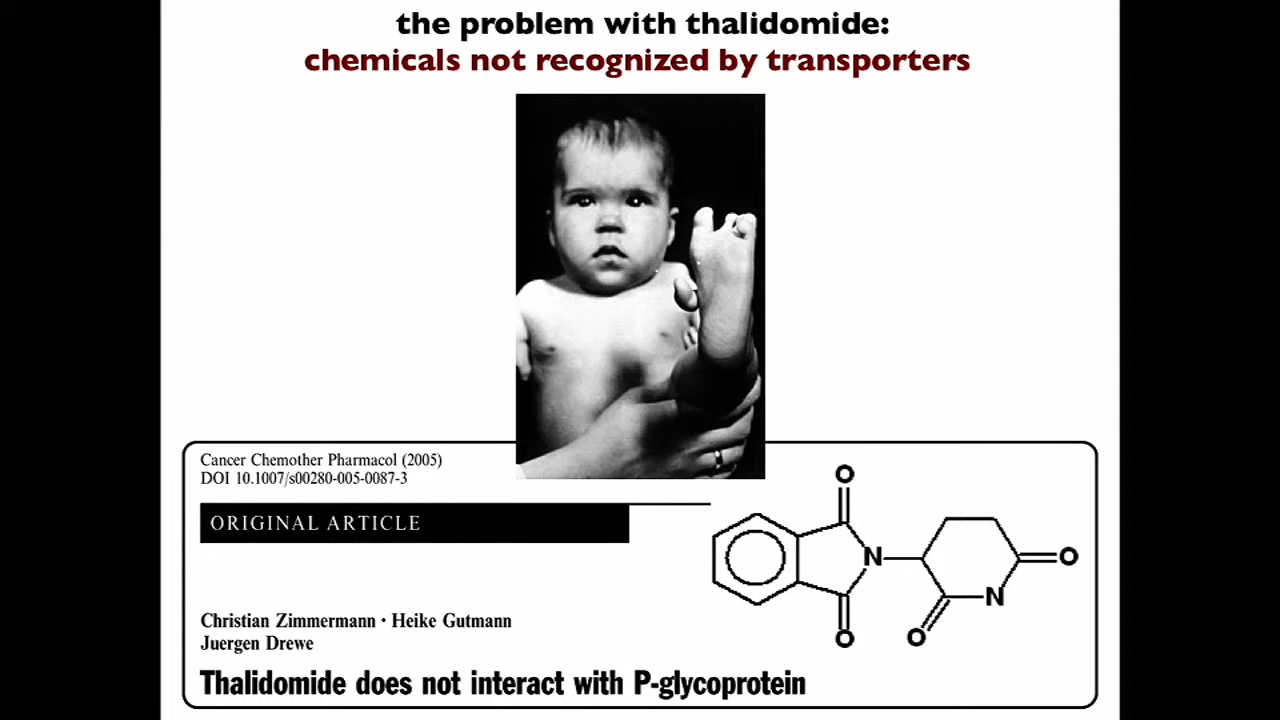 the problem with thalidomide:
chemicals not recognized by transporters
Cancer Chemother Pharmacol (2005)
DOI 10.1007/s00280-005-0087-3
ORIGINAL ARTICLE
Christian Zimmermann · Heike Gutmann
Juergen Drewe
Thalidomide does not interact with P-glycoprotein
O
N
O
O
N
O